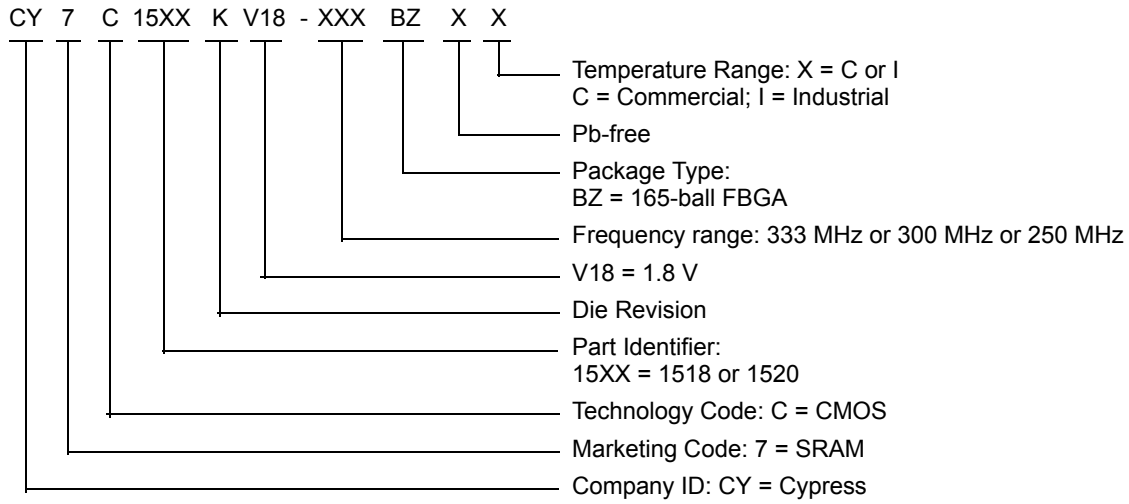 CY 7 C 15XX K V18 - XXX BZ X X
Temperature Range: X = C or I
C = Commercial; I = Industrial
Pb-free
Package Type:
BZ = 165-ball FBGA
Frequency range: 333 MHz or 300 MHz or 250 MHz
V18 = 1.8 V
Die Revision
Part Identifier:
15XX = 1518 or 1520
Technology Code: C = CMOS
Marketing Code: 7 = SRAM
Company ID: CY = Cypress